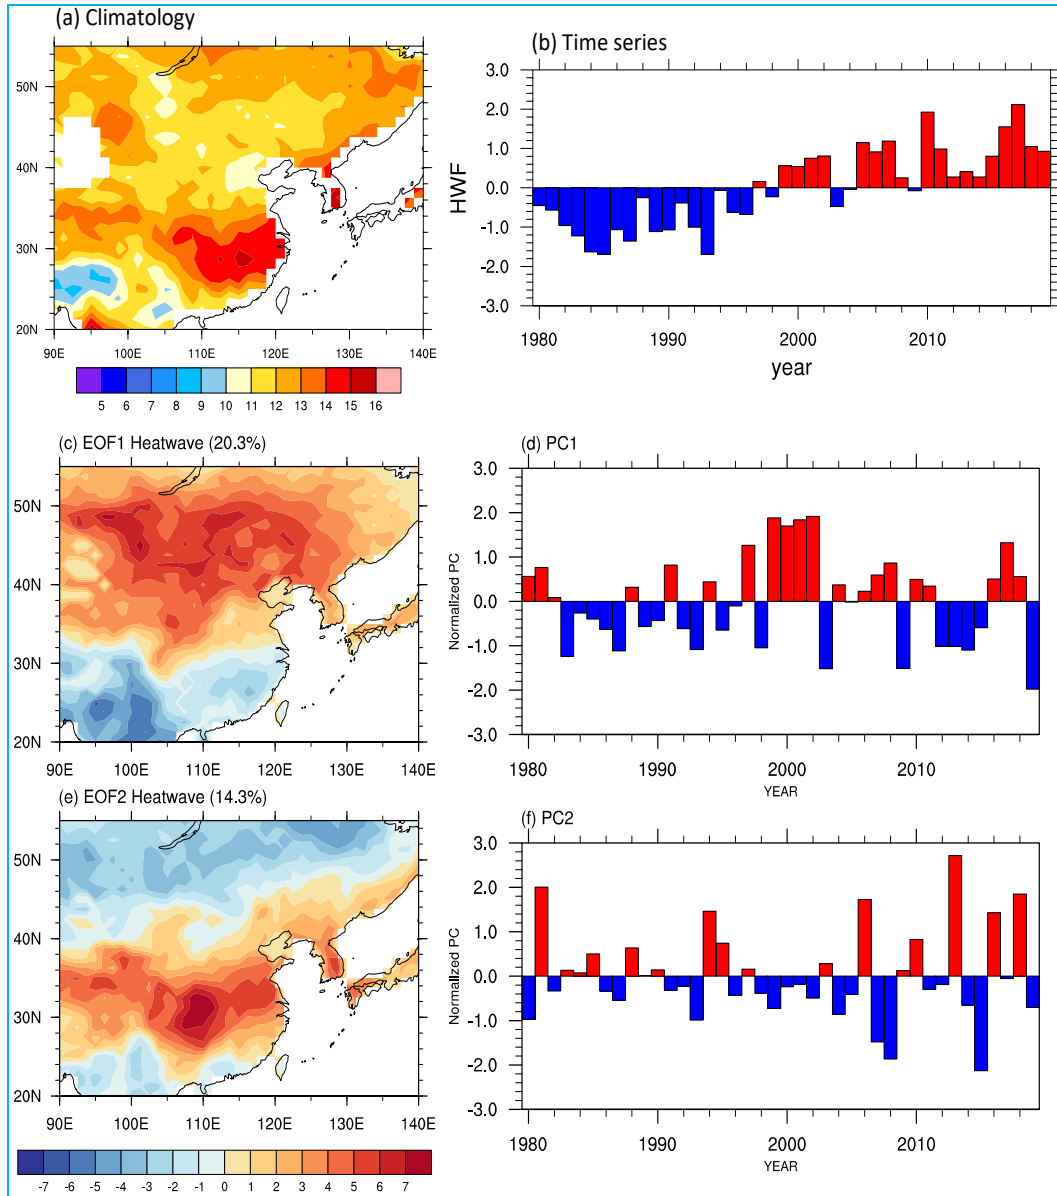 (a) Climatology
50N
40N
30N
20N
90E 100E 110E 120E 130E 140E
5 6 7 8 9 10 11 12 13 14 15 16
(b) Time series
3.0
2.0
1.0
0.0
-1.0
-2.0
-3.0
HWF
1980 1990 2000 2010
year
(c) EOF1 Heatwave (20.3%)
50N
40N
30N
20N
90E 100E 110E 120E 130E 140E
(d) PC1
3.0
2.0
1.0
0.0
-1.0
-2.0
-3.0
Normalized PC
1980 1990 2000 2010
YEAR
(e) EOF2 Heatwave (14.3%)
50N
40N
30N
20N
90E 100E 110E 120E 130E 140E
-7 -6 -5 -4 -3 -2 -1 0 1 2 3 4 5 6 7
(f) PC2
3.0
2.0
1.0
0.0
-1.0
-2.0
-3.0
Normalized PC
1980 1990 2000 2010
YEAR